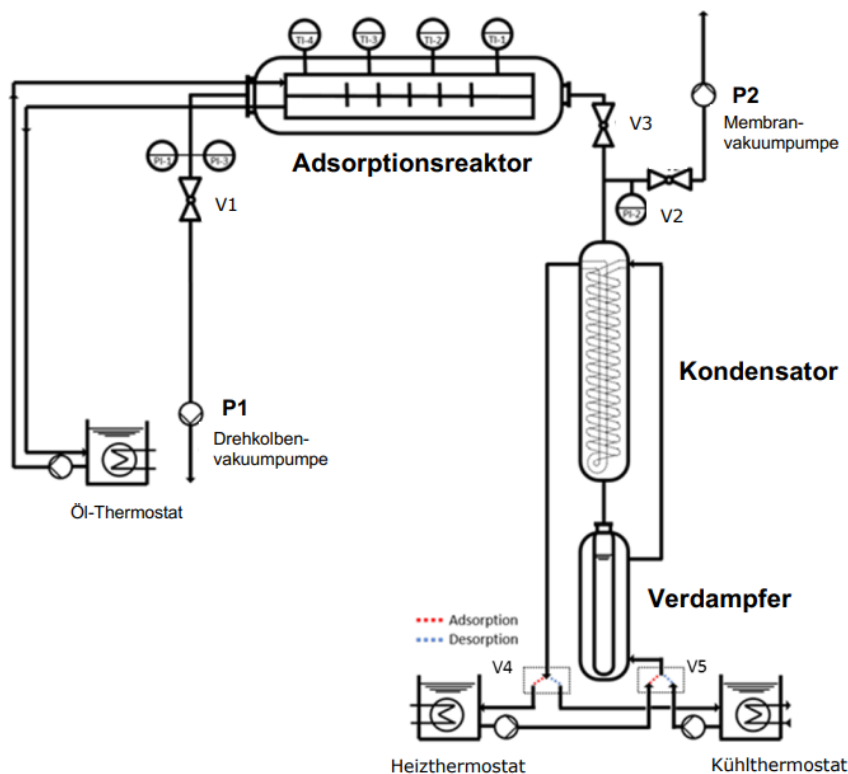 TI-4
TI-3
TI-2
TI-1
P2
Membran-
vakuumpumpe
V3
Adsorptionsreaktor
PI-1
PI-3
V1
PI-2
V2
Kondensator
P1
Drehkolben-
vakuumpumpe
Öl-Thermostat
Verdampfer
Adsorption
Desorption
V4
V5
Heizthermostat
Kühlthermostat